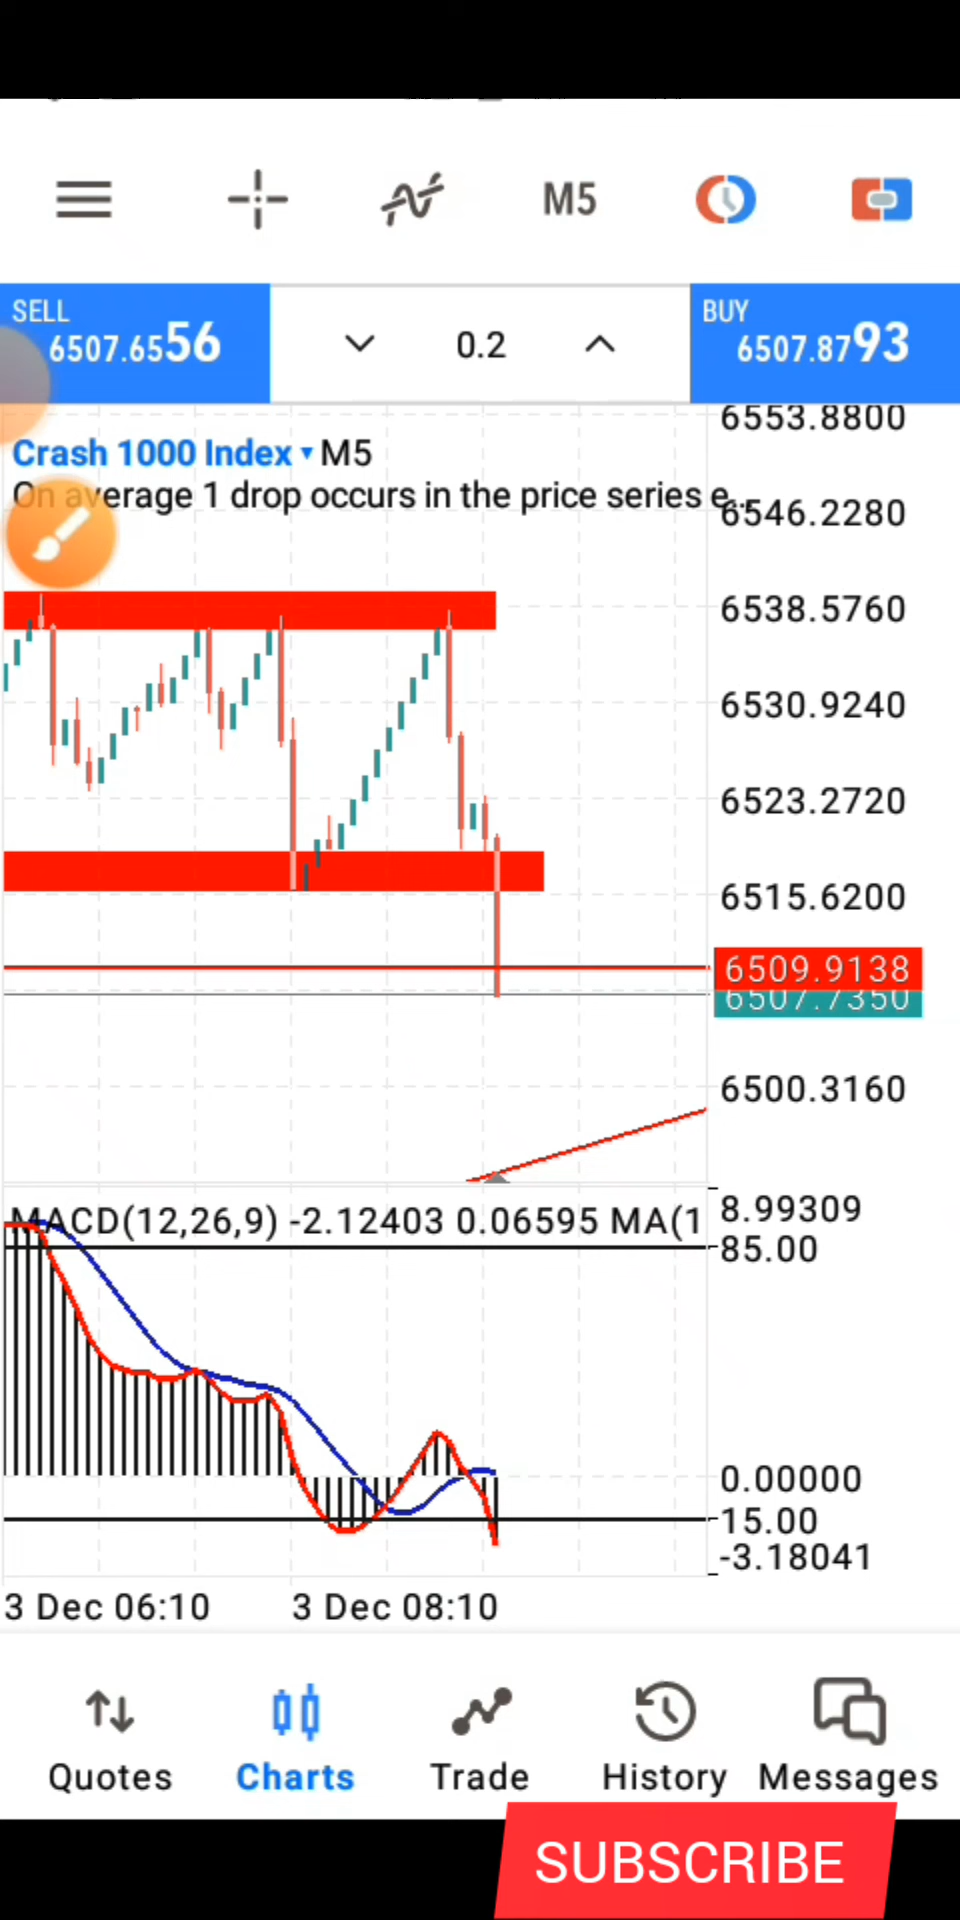 M5
SELL
6507.6556
0.2
BUY
6507.8793
6553.8800
Crash 1000 Index ▾ M5
On average 1 drop occurs in the price series e...
6546.2280
6538.5760
6530.9240
6523.2720
6515.6200
6509.9138
6507.7350
6500.3160
MACD(12,26,9) -2.12403 0.06595 MA(1
8.99309
85.00
0.00000
15.00
-3.18041
3 Dec 06:10
3 Dec 08:10
Quotes
Charts
Trade
History
Messages
SUBSCRIBE